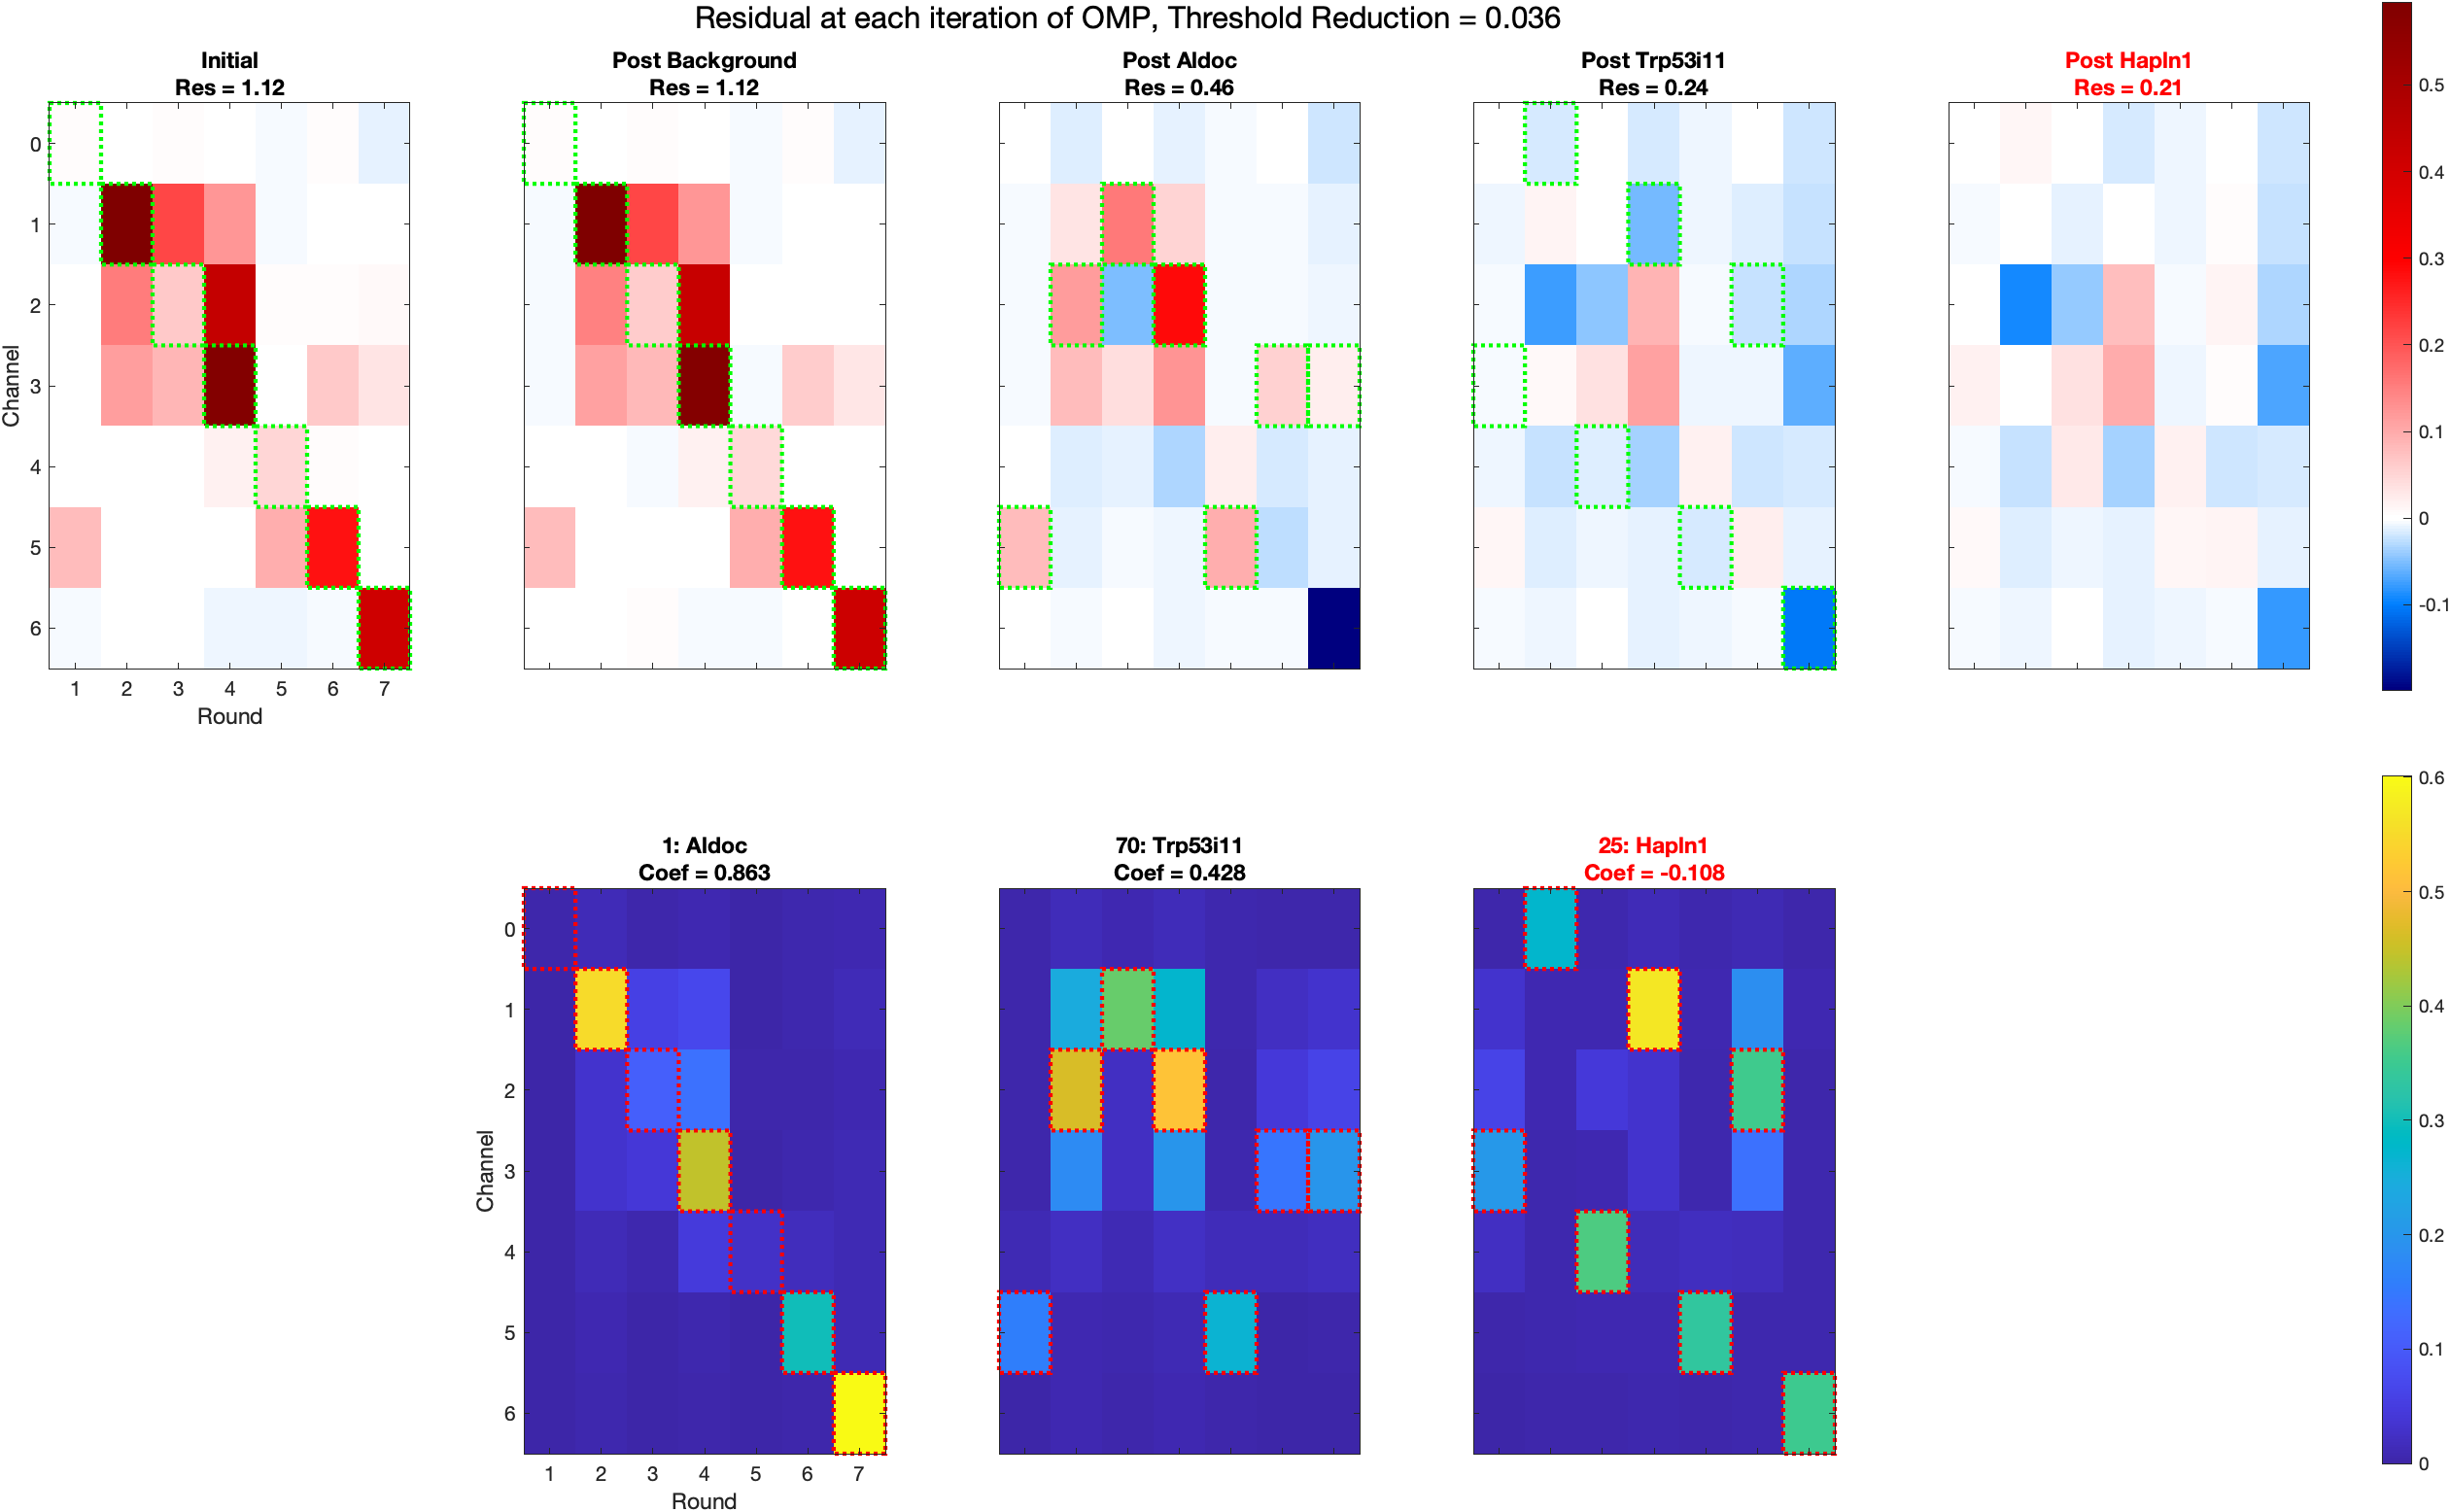 Residual at each iteration of OMP, Threshold Reduction = 0.036
Initial
Res = 1.12
Post Background
Res = 1.12
Post Aldoc
Res = 0.46
Post Trp53i11
Res = 0.24
Post Hapln1
Res = 0.21
0
1
2
3
4
5
6
Channel
1 2 3 4 5 6 7
Round
0.5
0.4
0.3
0.2
0.1
0
-0.1
1: Aldoc
Coef = 0.863
70: Trp53i11
Coef = 0.428
25: Hapln1
Coef = -0.108
0
1
2
3
4
5
6
Channel
1 2 3 4 5 6 7
Round
0.6
0.5
0.4
0.3
0.2
0.1
0